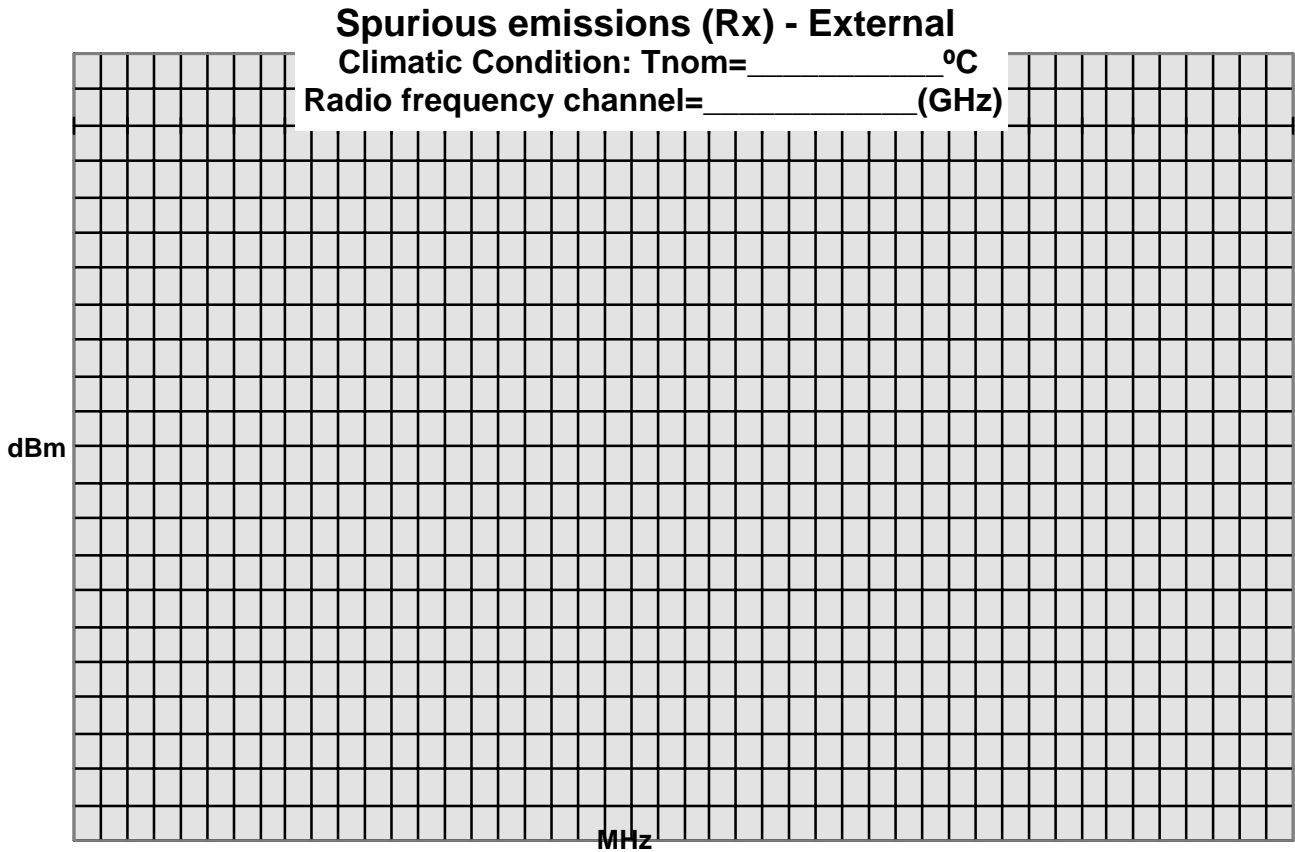 Spurious emissions (Rx) - External
Climatic Condition: Tnom=___________ºC
Radio frequency channel=____________(GHz)
dBm
MHz